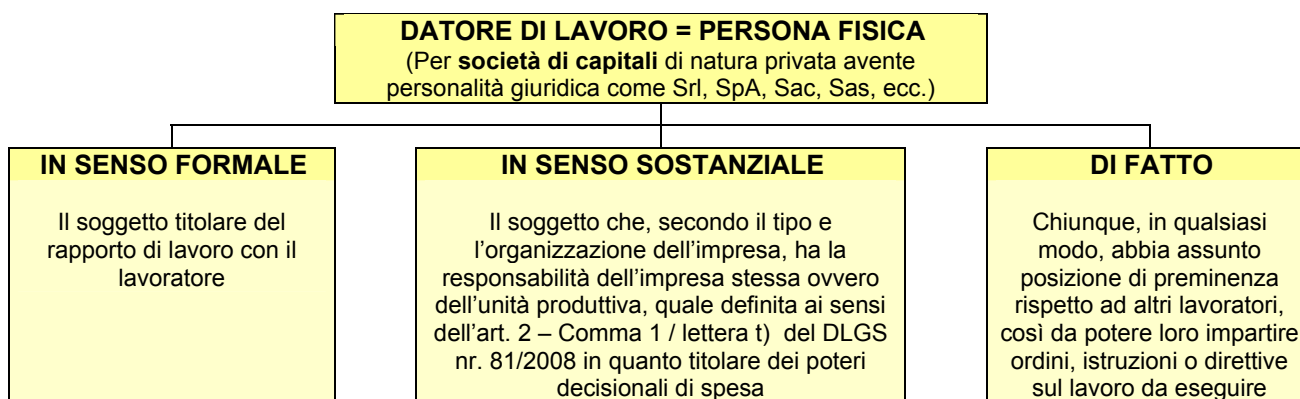 DATORE DI LAVORO = PERSONA FISICA
(Per società di capitali di natura privata avente
personalità giuridica come Srl, SpA, Sac, Sas, ecc.)
IN SENSO FORMALE
Il soggetto titolare del
rapporto di lavoro con il
lavoratore
IN SENSO SOSTANZIALE
Il soggetto che, secondo il tipo e
l’organizzazione dell’impresa, ha la
responsabilità dell’impresa stessa ovvero
dell’unità produttiva, quale definita ai sensi
dell’art. 2 – Comma 1 / lettera t) del DLGS
nr. 81/2008 in quanto titolare dei poteri
decisionali di spesa
DI FATTO
Chiunque, in qualsiasi
modo, abbia assunto
posizione di preminenza
rispetto ad altri lavoratori,
così da potere loro impartire
ordini, istruzioni o direttive
sul lavoro da eseguire